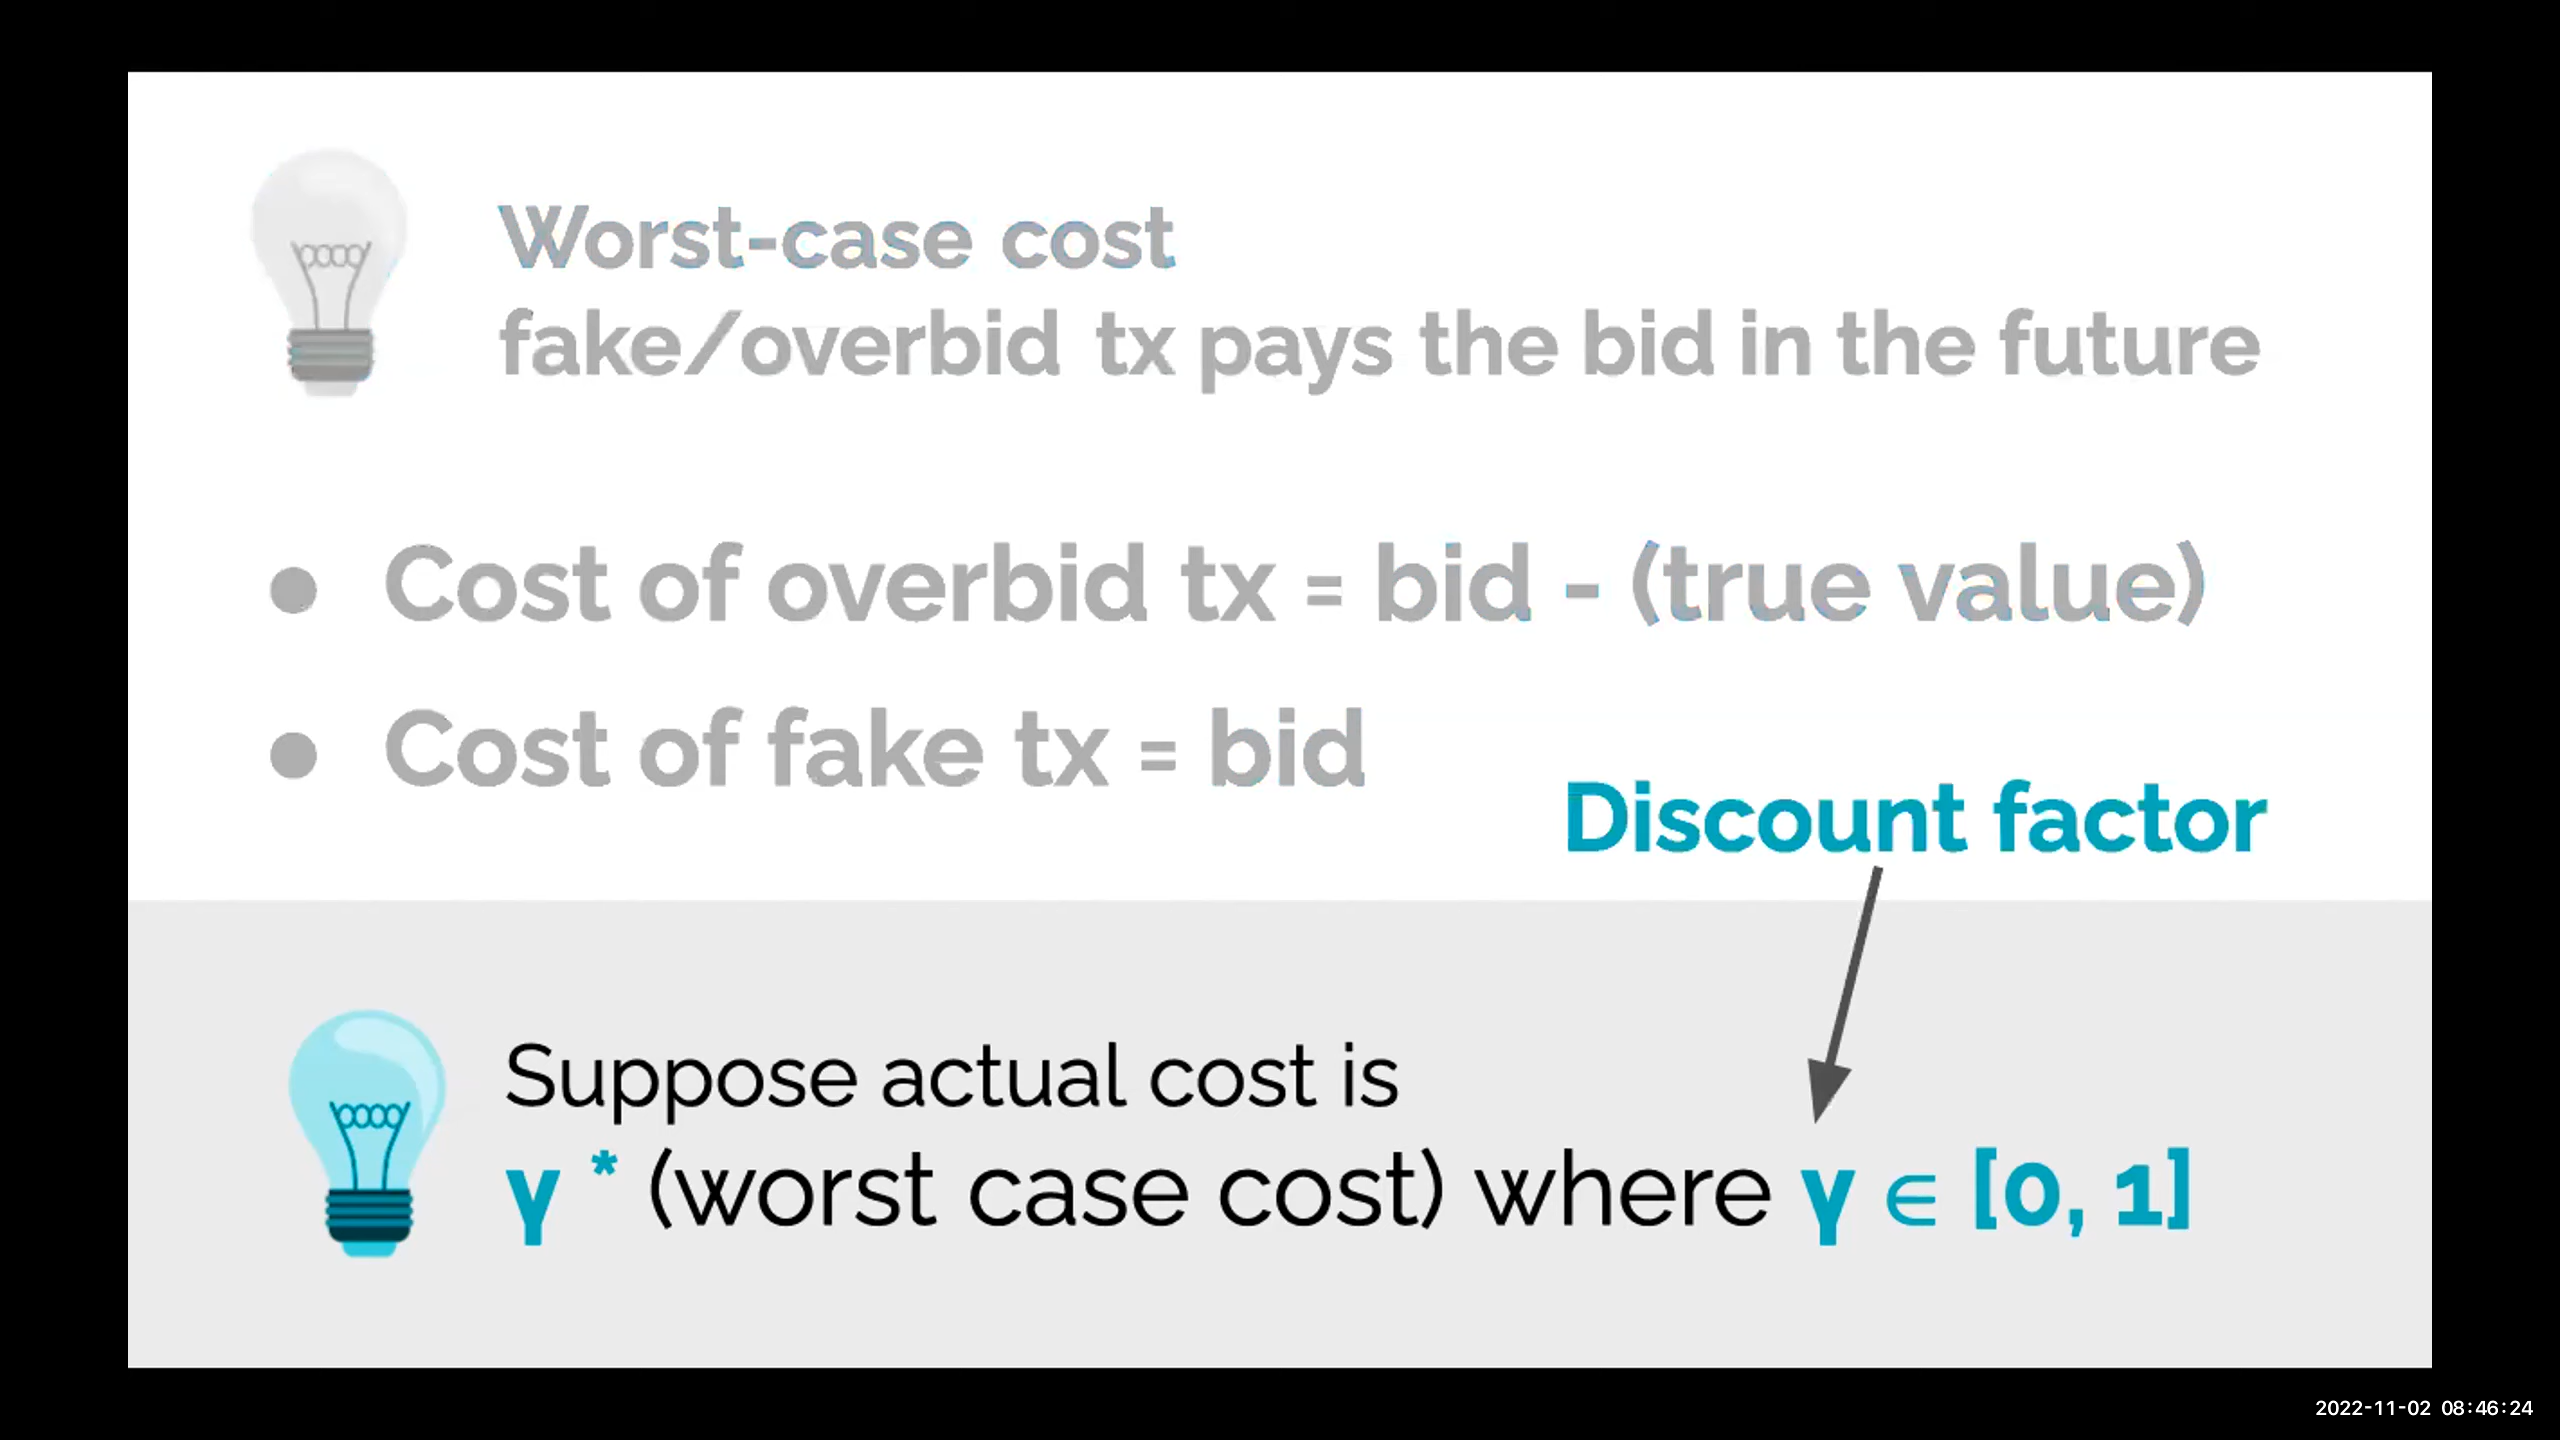 Worst-case cost
fake/overbid tx pays the bid in the future
● Cost of overbid tx = bid - (true value)
● Cost of fake tx = bid
Discount factor
Suppose actual cost is
γ * (worst case cost) where γ ∈ [0, 1]
2022-11-02 08:46:24